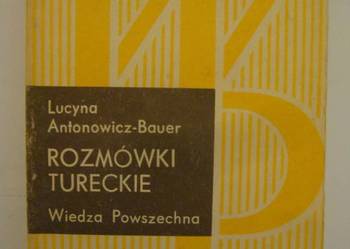 Lucyna
Antonowicz-Bauer
ROZMÓWKI
TURECKIE
Wiedza Powszechna